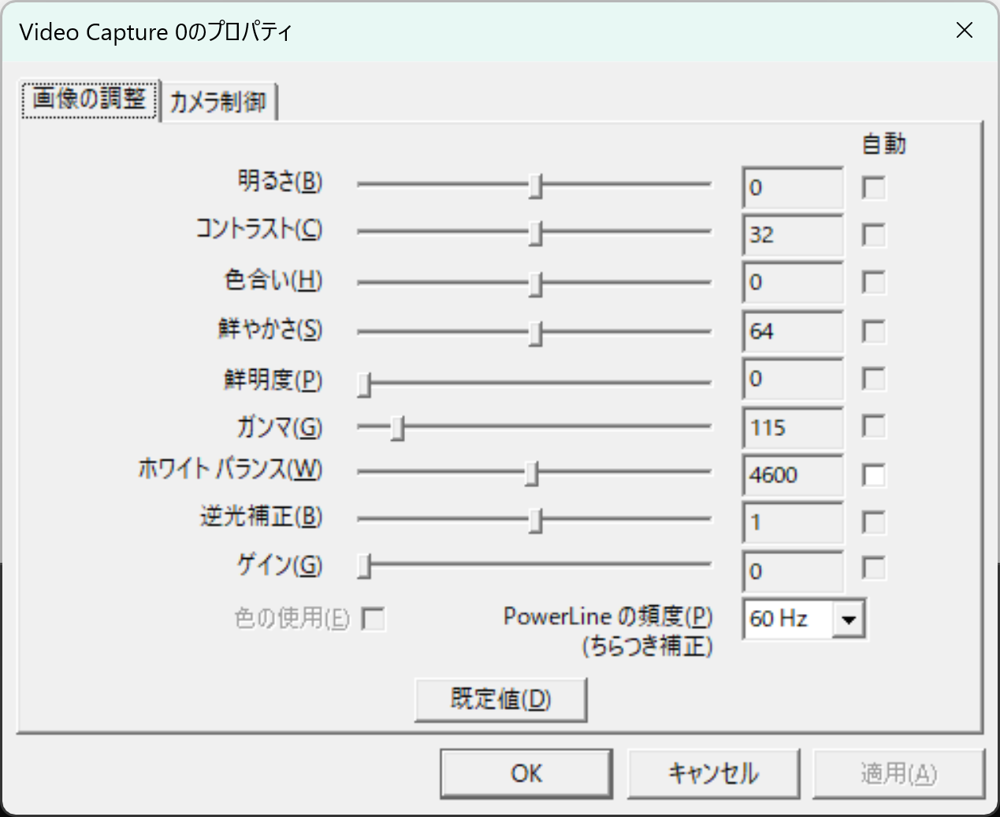 Video Capture 0のプロパティ
画像の調整 カメラ制御
自動
明るさ(B) 0
コントラスト(C) 32
色合い(H) 0
鮮やかさ(S) 64
鮮明度(P) 0
ガンマ(G) 115
ホワイト バランス(W) 4600
逆光補正(B) 1
ゲイン(G) 0
色の使用(E) PowerLine の頻度(P) 60 Hz
(ちらつき補正)
既定値(D)
OK キャンセル 適用(A)